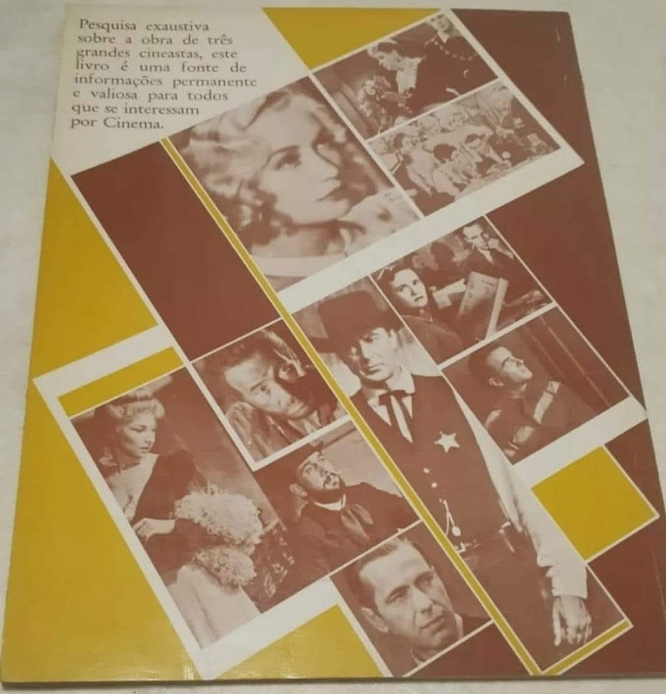 Pesquisa exaustiva
sobre a obra de três
grandes cineastas, este
livro é uma fonte de
informações permanente
e valiosa para todos
que se interessam
por Cinema.